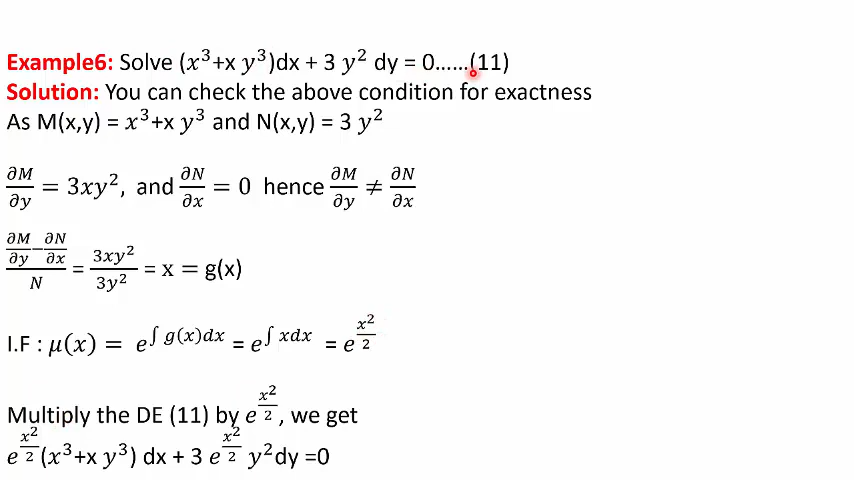 Example6: Solve (𝑥³+x 𝑦³)dx + 3 𝑦² dy = 0......(11)
Solution: You can check the above condition for exactness
As M(x,y) = 𝑥³+x 𝑦³ and N(x,y) = 3 𝑦²
∂M/∂y = 3xy², and ∂N/∂x = 0 hence ∂M/∂y ≠ ∂N/∂x
(∂M/∂y − ∂N/∂x)/N = 3xy²/3y² = x = g(x)
I.F : μ(x) = e^(∫ g(x)dx) = e^(∫ xdx) = e^(x²/2)
Multiply the DE (11) by e^(x²/2), we get
e^(x²/2)(x³+x y³) dx + 3 e^(x²/2) y²dy =0